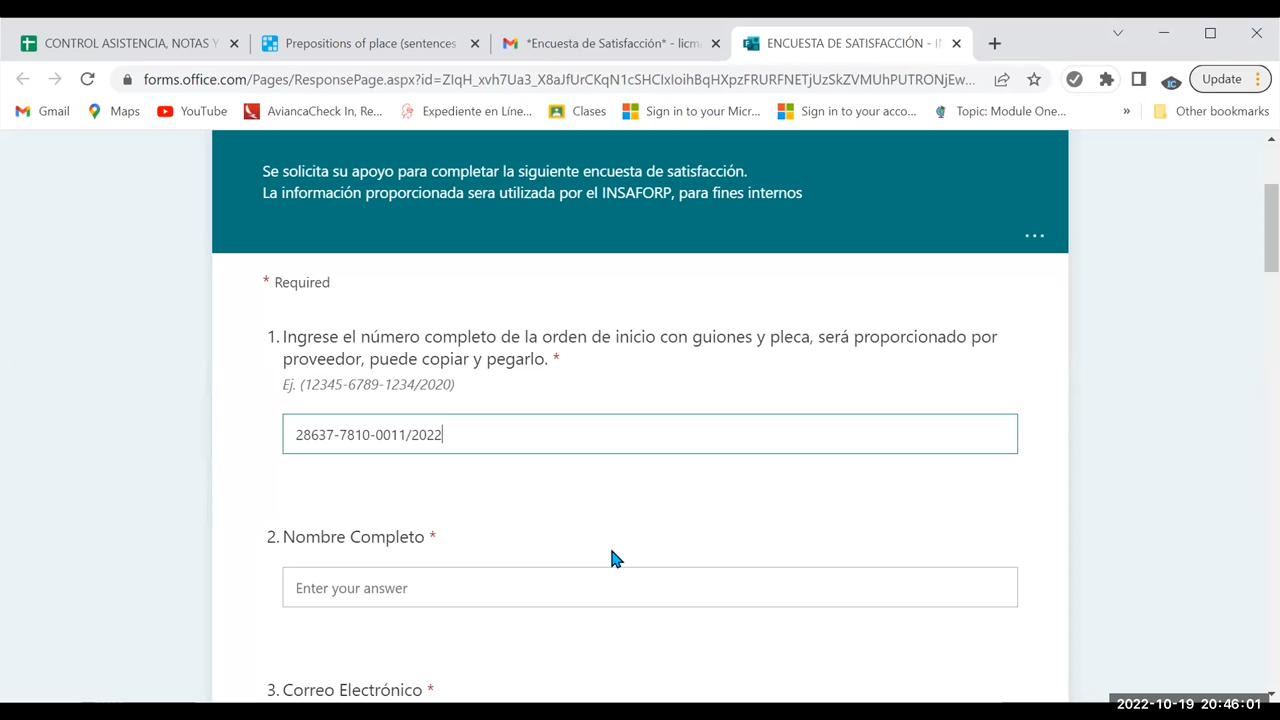 CONTROL ASISTENCIA, NOTAS Y
Prepositions of place (sentences
*Encuesta de Satisfacción* - licm
ENCUESTA DE SATISFACCIÓN - I
forms.office.com/Pages/ResponsePage.aspx?id=ZIqH_xvh7Ua3_X8aJfUrCKqN1cSHCIxIoihBqHXpzFRURFNETjUzSkZVMUhPUTRONjEw...
Update
Gmail
Maps
YouTube
AviancaCheck In, Re...
Expediente en Líne...
Clases
Sign in to your Micr...
Sign in to your acco...
Topic: Module One...
»
Other bookmarks
Se solicita su apoyo para completar la siguiente encuesta de satisfacción.
La información proporcionada sera utilizada por el INSAFORP, para fines internos
...
* Required
1. Ingrese el número completo de la orden de inicio con guiones y pleca, será proporcionado por
proveedor, puede copiar y pegarlo. *
Ej. (12345-6789-1234/2020)
28637-7810-0011/2022
2. Nombre Completo *
Enter your answer
3. Correo Electrónico *
2022-10-19 20:46:01